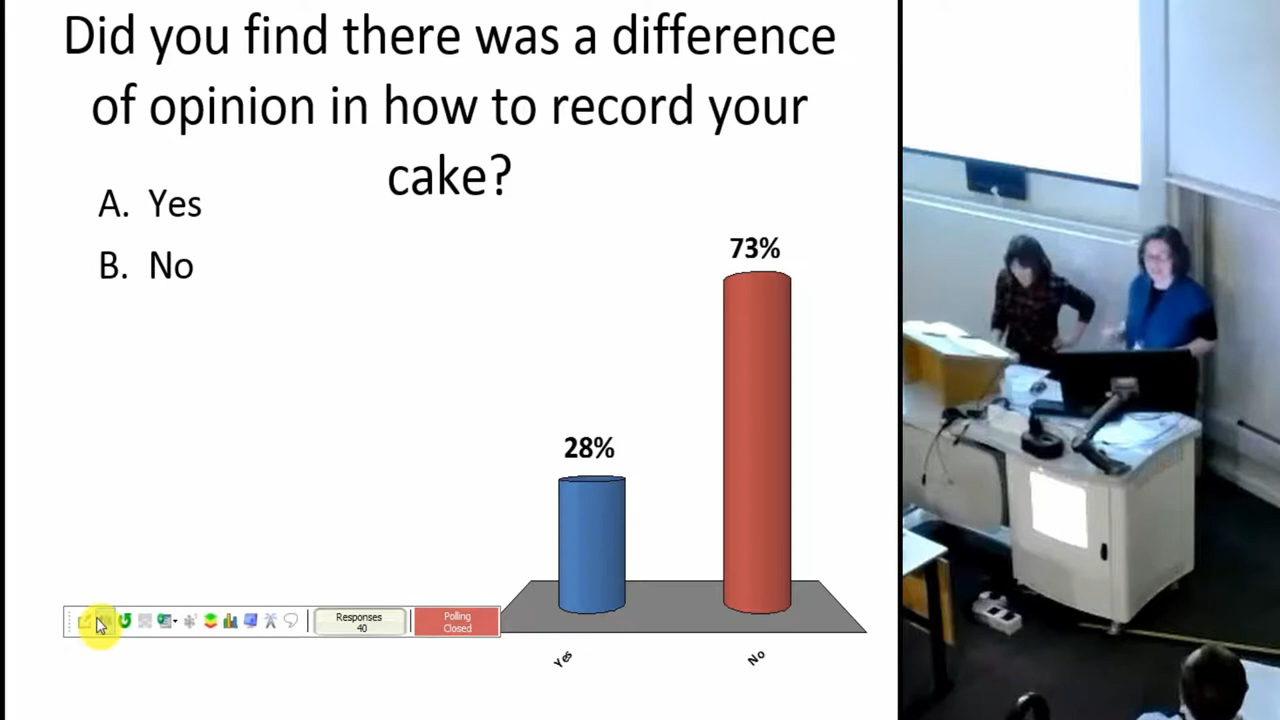 Did you find there was a difference
of opinion in how to record your
cake?
A. Yes
B. No
73%
28%
Yes
No
Responses
40
Polling
Closed